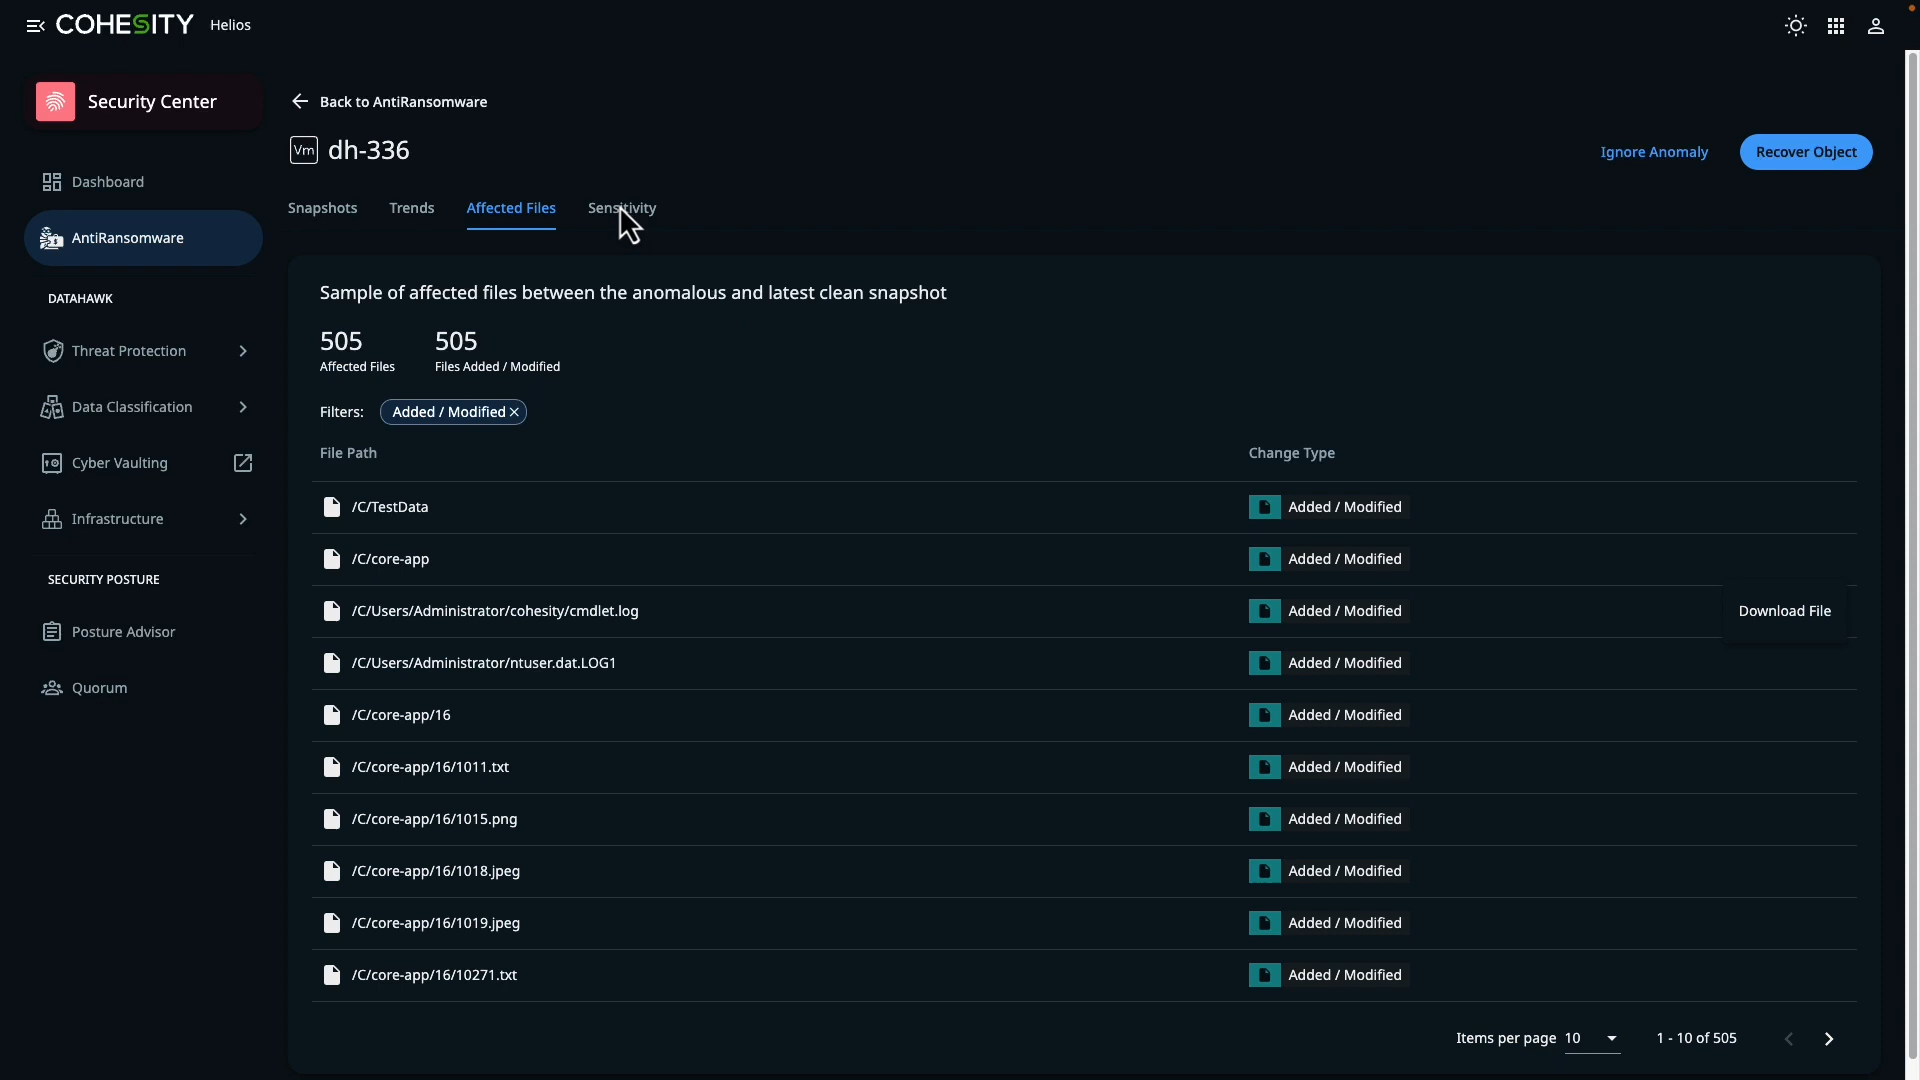 COHESITY Helios
Security Center
Dashboard
AntiRansomware
DATAHAWK
Threat Protection
Data Classification
Cyber Vaulting
Infrastructure
SECURITY POSTURE
Posture Advisor
Quorum
Back to AntiRansomware
Vm dh-336
Ignore Anomaly Recover Object
Snapshots Trends Affected Files Sensitivity
Sample of affected files between the anomalous and latest clean snapshot
505 505
Affected Files Files Added / Modified
Filters: Added / Modified
File Path Change Type
/C/TestData Added / Modified
/C/core-app Added / Modified
/C/Users/Administrator/cohesity/cmdlet.log Added / Modified Download File
/C/Users/Administrator/ntuser.dat.LOG1 Added / Modified
/C/core-app/16 Added / Modified
/C/core-app/16/1011.txt Added / Modified
/C/core-app/16/1015.png Added / Modified
/C/core-app/16/1018.jpeg Added / Modified
/C/core-app/16/1019.jpeg Added / Modified
/C/core-app/16/10271.txt Added / Modified
Items per page 10 1 - 10 of 505